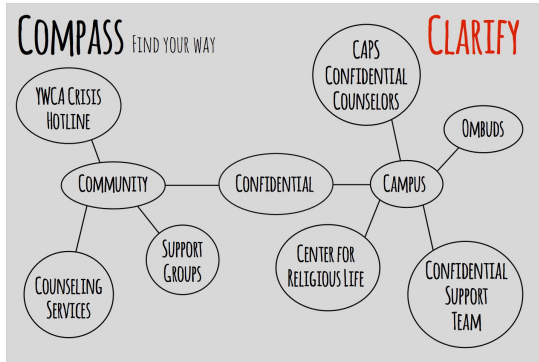 COMPASS FIND YOUR WAY
CLARIFY
YWCA CRISIS
HOTLINE
CAPS
CONFIDENTIAL
COUNSELORS
OMBUDS
COMMUNITY
CONFIDENTIAL
CAMPUS
COUNSELING
SERVICES
SUPPORT
GROUPS
CENTER FOR
RELIGIOUS LIFE
CONFIDENTIAL
SUPPORT
TEAM